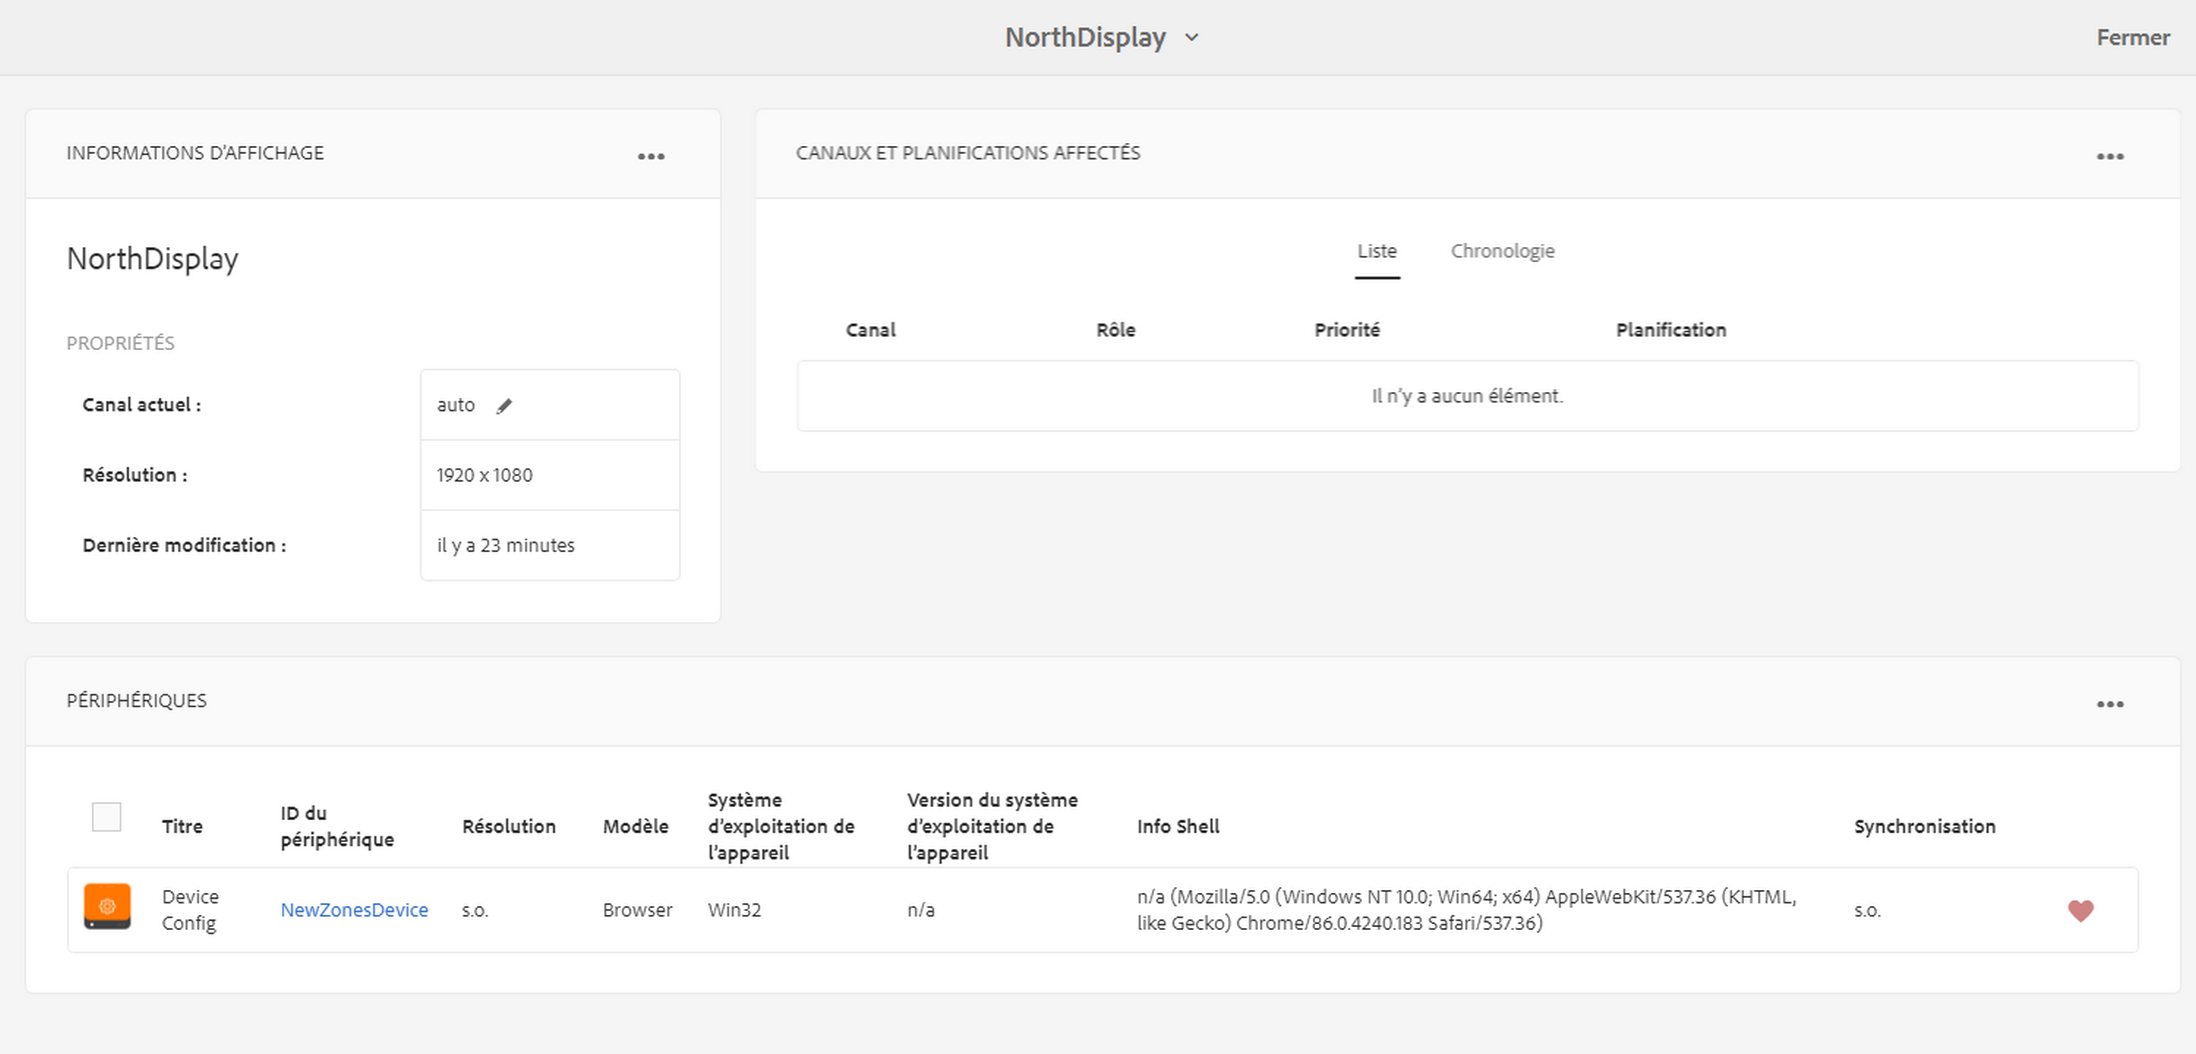 NorthDisplay
Fermer
INFORMATIONS D'AFFICHAGE
NorthDisplay
PROPRIÉTÉS
Canal actuel :
auto
Résolution :
1920 x 1080
Dernière modification :
il y a 23 minutes
CANAUX ET PLANIFICATIONS AFFECTÉS
Liste
Chronologie
Canal
Rôle
Priorité
Planification
Il n'y a aucun élément.
PÉRIPHÉRIQUES
Titre
ID du
périphérique
Résolution
Modèle
Système
d'exploitation de
l'appareil
Version du système
d'exploitation de
l'appareil
Info Shell
Synchronisation
Device
Config
NewZonesDevice
s.o.
Browser
Win32
n/a
n/a (Mozilla/5.0 (Windows NT 10.0; Win64; x64) AppleWebKit/537.36 (KHTML,
like Gecko) Chrome/86.0.4240.183 Safari/537.36)
s.o.